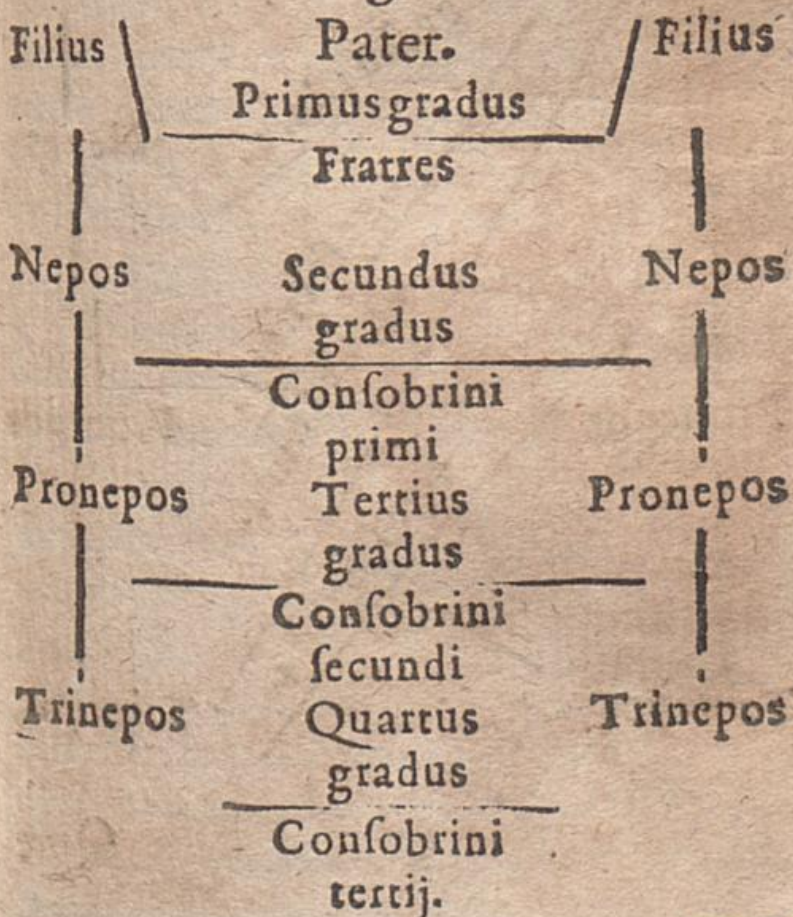 Filius Pater. Filius
Primus gradus
Fratres
Nepos Secundus Nepos
gradus
Conſobrini
primi
Pronepos Tertius Pronepos
gradus
Conſobrini
ſecundi
Trinepos Quartus Trinepos
gradus
Conſobrini
tertij.